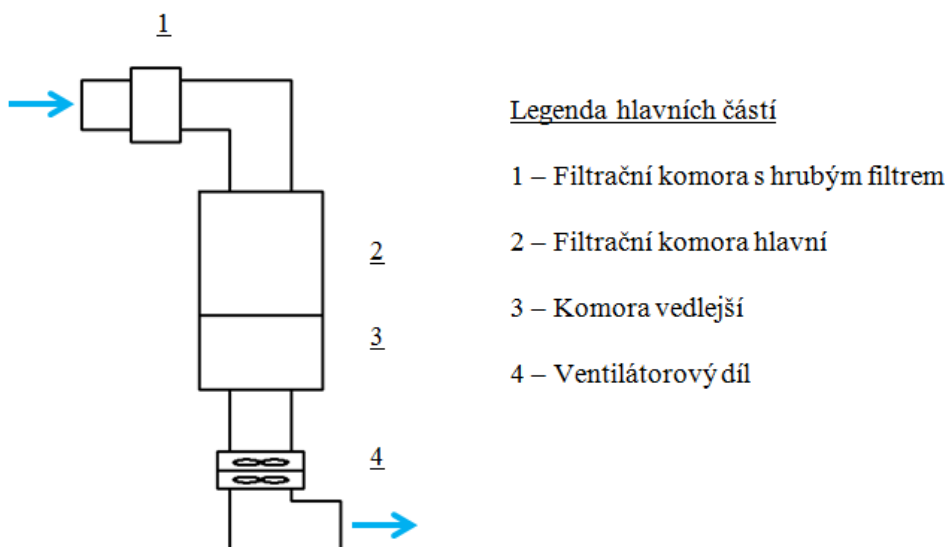 1
2
3
4
Legenda hlavních částí
1 – Filtrační komora s hrubým filtrem
2 – Filtrační komora hlavní
3 – Komora vedlejší
4 – Ventilátorový díl